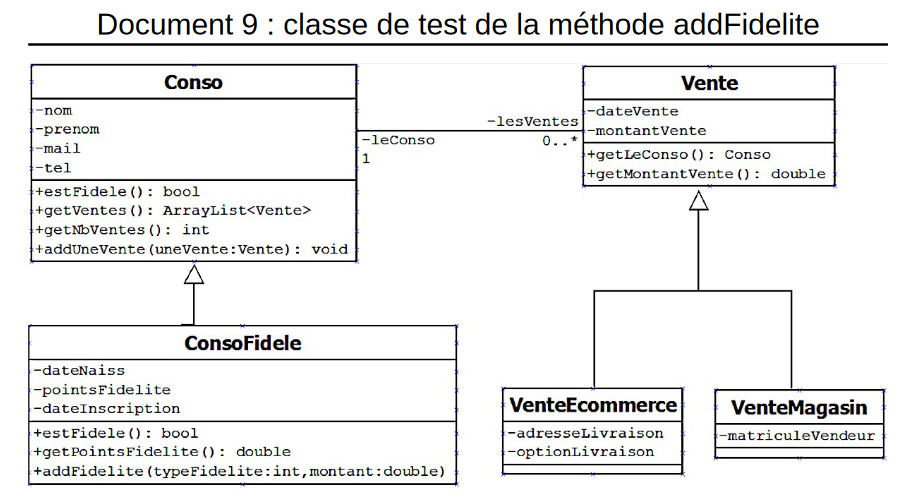 Document 9 : classe de test de la méthode addFidelite
Conso
-nom
-prenom
-mail
-tel
+estFidele(): bool
+getVentes(): ArrayList<Vente>
+getNbVentes(): int
+addUneVente(uneVente:Vente): void
-leConso
1
-lesVentes
0..*
Vente
-dateVente
-montantVente
+getLeConso(): Conso
+getMontantVente(): double
ConsoFidele
-dateNaiss
-pointsFidelite
-dateInscription
+estFidele(): bool
+getPointsFidelite(): double
+addFidelite(typeFidelite:int,montant:double)
VenteEcommerce
-adresseLivraison
-optionLivraison
VenteMagasin
-matriculeVendeur